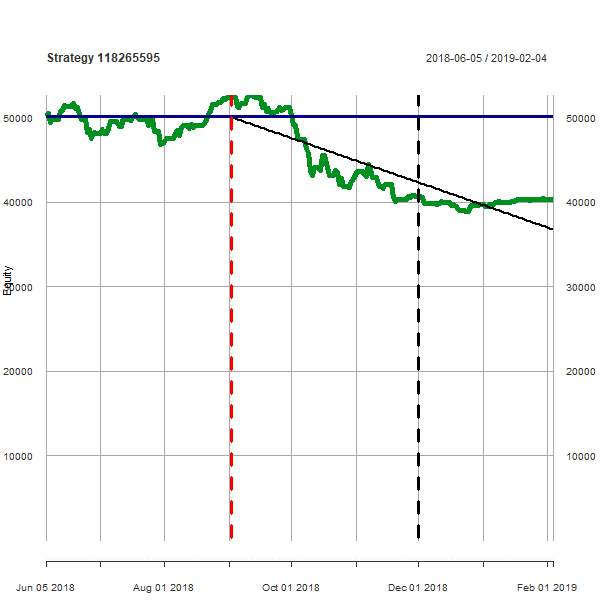 Strategy 118265595
2018-06-05 / 2019-02-04
50000 50000
40000 40000
30000 30000
Equity
20000 20000
10000 10000
Jun 05 2018 Aug 01 2018 Oct 01 2018 Dec 01 2018 Feb 01 2019